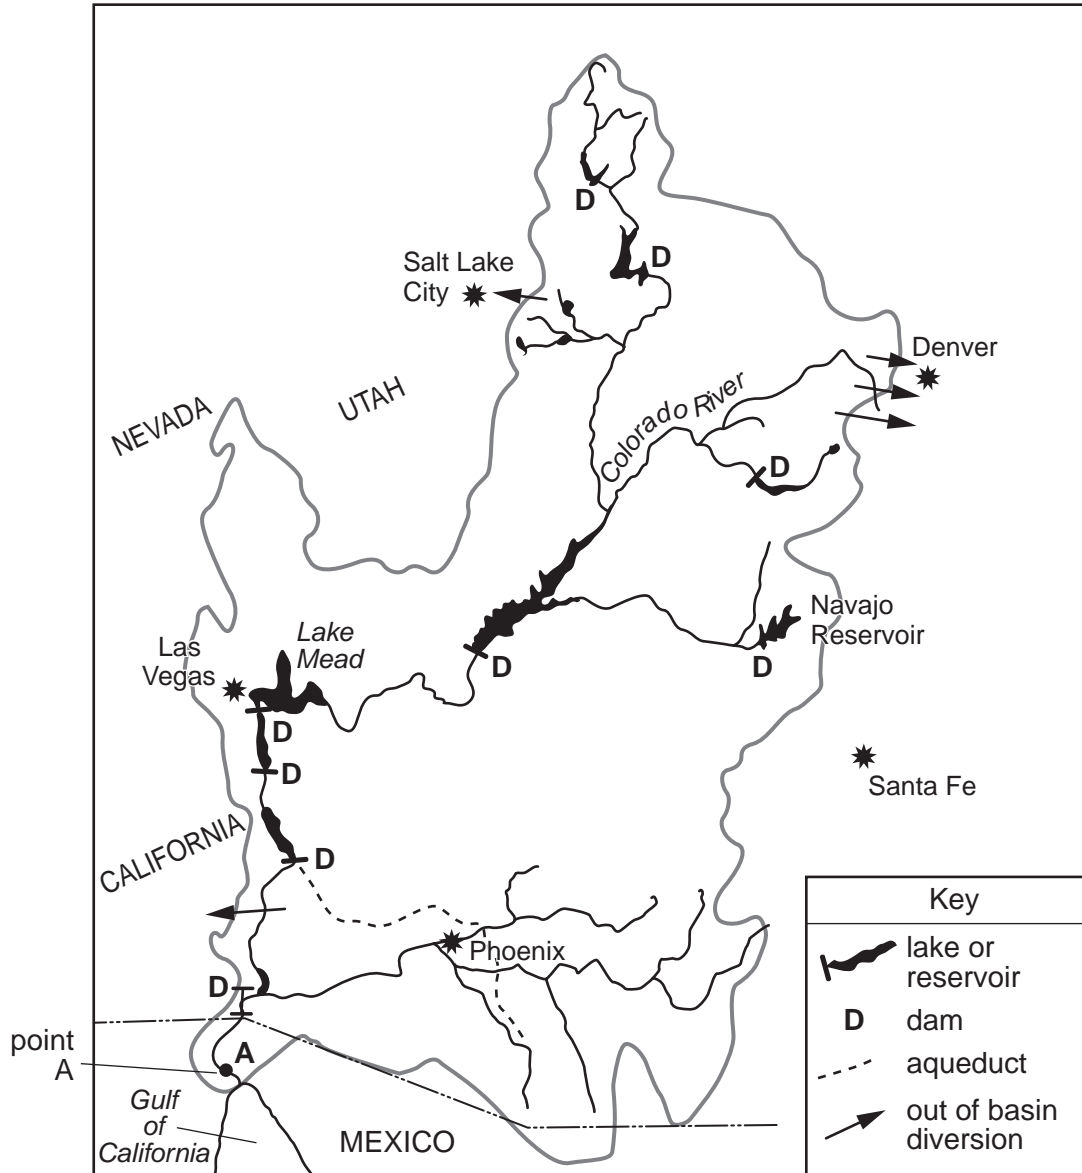 D
Salt Lake
City
D
Denver
UTAH
NEVADA
Colorado River
D
Navajo
Reservoir
D
Las
Vegas
Lake
Mead
D
D
D
Santa Fe
CALIFORNIA
D
Phoenix
D
point
A
A
Gulf
of
California
MEXICO
Key
lake or
reservoir
D
dam
aqueduct
out of basin
diversion